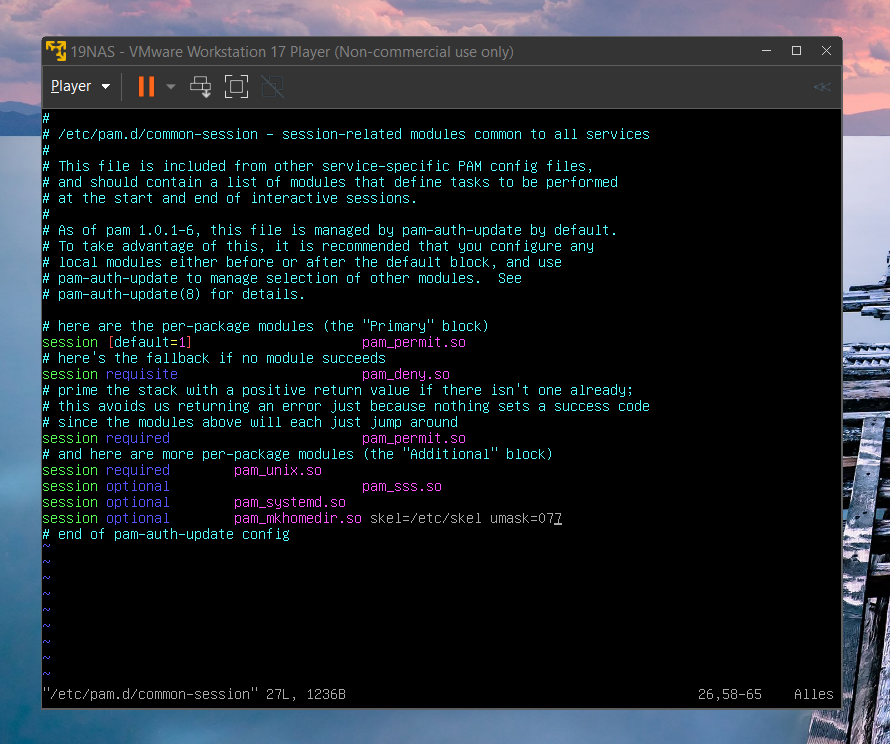 19NAS - VMware Workstation 17 Player (Non-commercial use only)
Player
#
# /etc/pam.d/common-session - session-related modules common to all services
#
# This file is included from other service-specific PAM config files,
# and should contain a list of modules that define tasks to be performed
# at the start and end of interactive sessions.
#
# As of pam 1.0.1-6, this file is managed by pam-auth-update by default.
# To take advantage of this, it is recommended that you configure any
# local modules either before or after the default block, and use
# pam-auth-update to manage selection of other modules.  See
# pam-auth-update(8) for details.
# here are the per-package modules (the "Primary" block)
session [default=1]                     pam_permit.so
# here's the fallback if no module succeeds
session requisite                       pam_deny.so
# prime the stack with a positive return value if there isn't one already;
# this avoids us returning an error just because nothing sets a success code
# since the modules above will each just jump around
session required                        pam_permit.so
# and here are more per-package modules (the "Additional" block)
session required        pam_unix.so
session optional                        pam_sss.so
session optional        pam_systemd.so
session optional        pam_mkhomedir.so skel=/etc/skel umask=077
# end of pam-auth-update config
~
~
~
~
~
~
~
~
~
"/etc/pam.d/common-session" 27L, 1236B                                            26,58-65    Alles